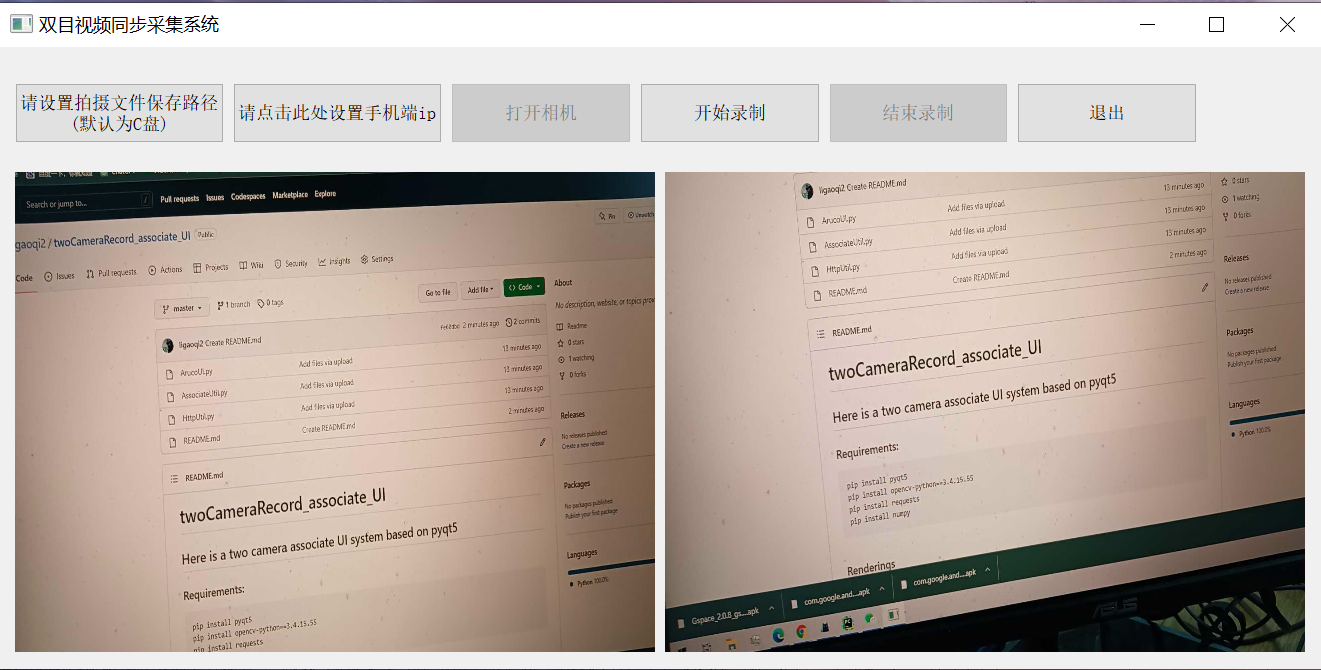 双目视频同步采集系统
请设置拍摄文件保存路径
(默认为C盘)
请点击此处设置手机端ip
打开相机
开始录制
结束录制
退出
Search or jump to...
/
Pull requests Issues Codespaces Marketplace Explore
Pin
gaoqi2 / twoCameraRecord_associate_UI Public
Code Issues Pull requests Actions Projects Wiki Security Insights Settings
master 1 branch 0 tags Go to file Add file Code
ligaoqi2 Create README.md 2 minutes ago 2 commits
ArucoUi.py Add files via upload 13 minutes ago
AssociateUtil.py Add files via upload 13 minutes ago
HttpUtil.py Add files via upload 13 minutes ago
README.md Create README.md 2 minutes ago
README.md
twoCameraRecord_associate_UI
Here is a two camera associate UI system based on pyqt5
Requirements:
pip install pyqt5
pip install opencv-python==3.4.15.55
pip install requests
About
No description, website, or topics
Readme
0 stars
1 watching
0 forks
Releases
No releases published
Create a new release
Packages
No packages published
Publish your first package
Languages
Python 100.0%
ligaoqi2 Create README.md 13 minutes ago
ArucoUi.py Add files via upload 13 minutes ago
AssociateUtil.py Add files via upload 13 minutes ago
HttpUtil.py Add files via upload 2 minutes ago
README.md Create README.md
README.md
twoCameraRecord_associate_UI
Here is a two camera associate UI system based on pyqt5
Requirements:
pip install pyqt5
pip install opencv-python==3.4.15.55
pip install requests
pip install numpy
Renderings
0 stars
1 watching
0 forks
Releases
No releases published
Create a new release
Packages
No packages published
Publish your first package
Languages
Python 100.0%
Gspace_2.0.8_gs....apk
com.google.and....apk
com.google.and....apk
ASUS